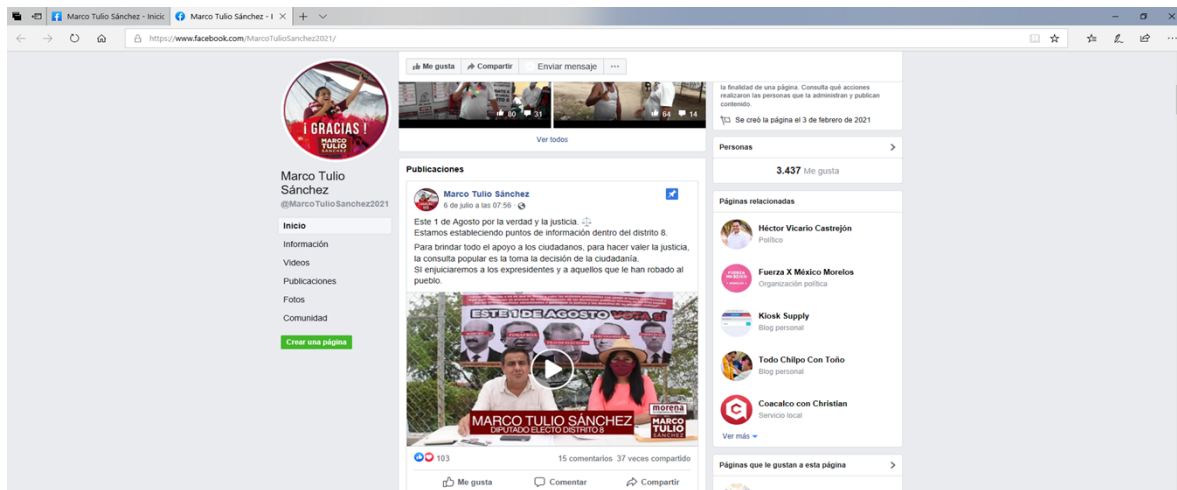 Marco Tulio Sánchez - Inicic
Marco Tulio Sánchez - I
https://www.facebook.com/MarcoTulioSanchez2021/
¡ GRACIAS !
MARCO
TULIO
SÁNCHEZ
Marco Tulio
Sánchez
@MarcoTulioSanchez2021
Inicio
Información
Videos
Publicaciones
Fotos
Comunidad
Crear una página
Me gusta Compartir Enviar mensaje ...
80 31
64 14
Ver todos
Publicaciones
Marco Tulio Sánchez
6 de julio a las 07:56 ·
Este 1 de Agosto por la verdad y la justicia.
Estamos estableciendo puntos de información dentro del distrito 8.
Para brindar todo el apoyo a los ciudadanos, para hacer valer la justicia,
la consulta popular es la toma la decisión de la ciudadanía.
SI enjuiciaremos a los expresidentes y a aquellos que le han robado al
pueblo.
ESTE 1 DE AGOSTO VOTA SÍ
MARCO TULIO SÁNCHEZ
DIPUTADO ELECTO DISTRITO 8
morena
MARCO
TULIO
SÁNCHEZ
103
15 comentarios 37 veces compartido
Me gusta Comentar Compartir
la finalidad de una página. Consulta qué acciones
realizaron las personas que la administran y publican
contenido.
Se creó la página el 3 de febrero de 2021
Personas
3.437 Me gusta
Páginas relacionadas
Héctor Vicario Castrejón
Político
Fuerza X México Morelos
Organización política
Kiosk Supply
Blog personal
Todo Chilpo Con Toño
Blog personal
Coacalco con Christian
Servicio local
Ver más
Páginas que le gustan a esta página